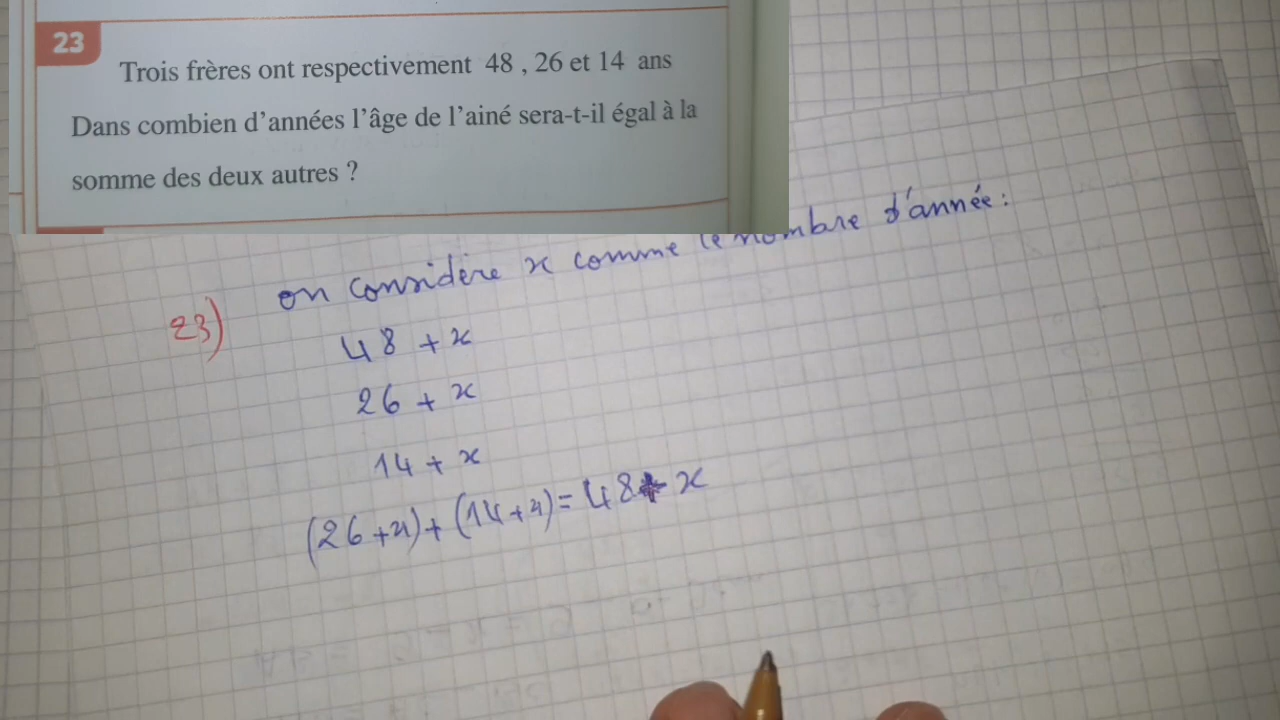 23
Trois frères ont respectivement 48 , 26 et 14 ans
Dans combien d'années l'âge de l'ainé sera-t-il égal à la
somme des deux autres ?
23) on considère x comme le nombre d'année :
48 + x
26 + x
14 + x
(26+x)+(14+x)=48+x